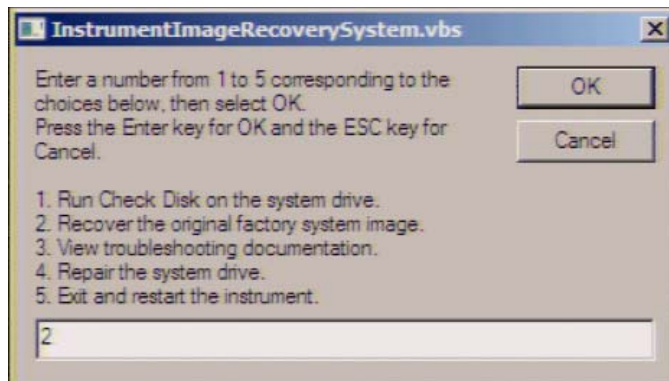 InstrumentImageRecoverySystem.vbs
Enter a number from 1 to 5 corresponding to the
choices below, then select OK.
Press the Enter key for OK and the ESC key for
Cancel.
OK
Cancel
1. Run Check Disk on the system drive.
2. Recover the original factory system image.
3. View troubleshooting documentation.
4. Repair the system drive.
5. Exit and restart the instrument.
2